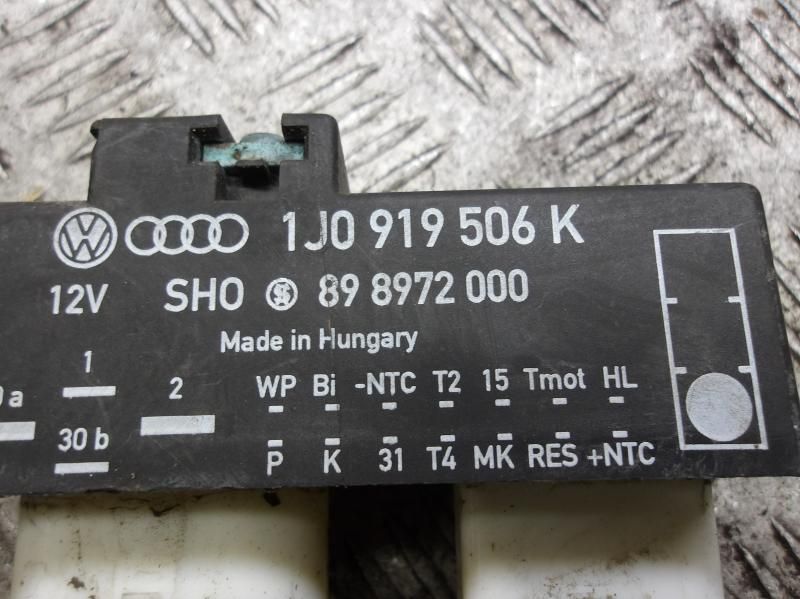 1J0 919 506 K
12V SHO 89 8972 000
Made in Hungary
1 2 WP Bi -NTC T2 15 Tmot HL
a 30 b P K 31 T4 MK RES +NTC